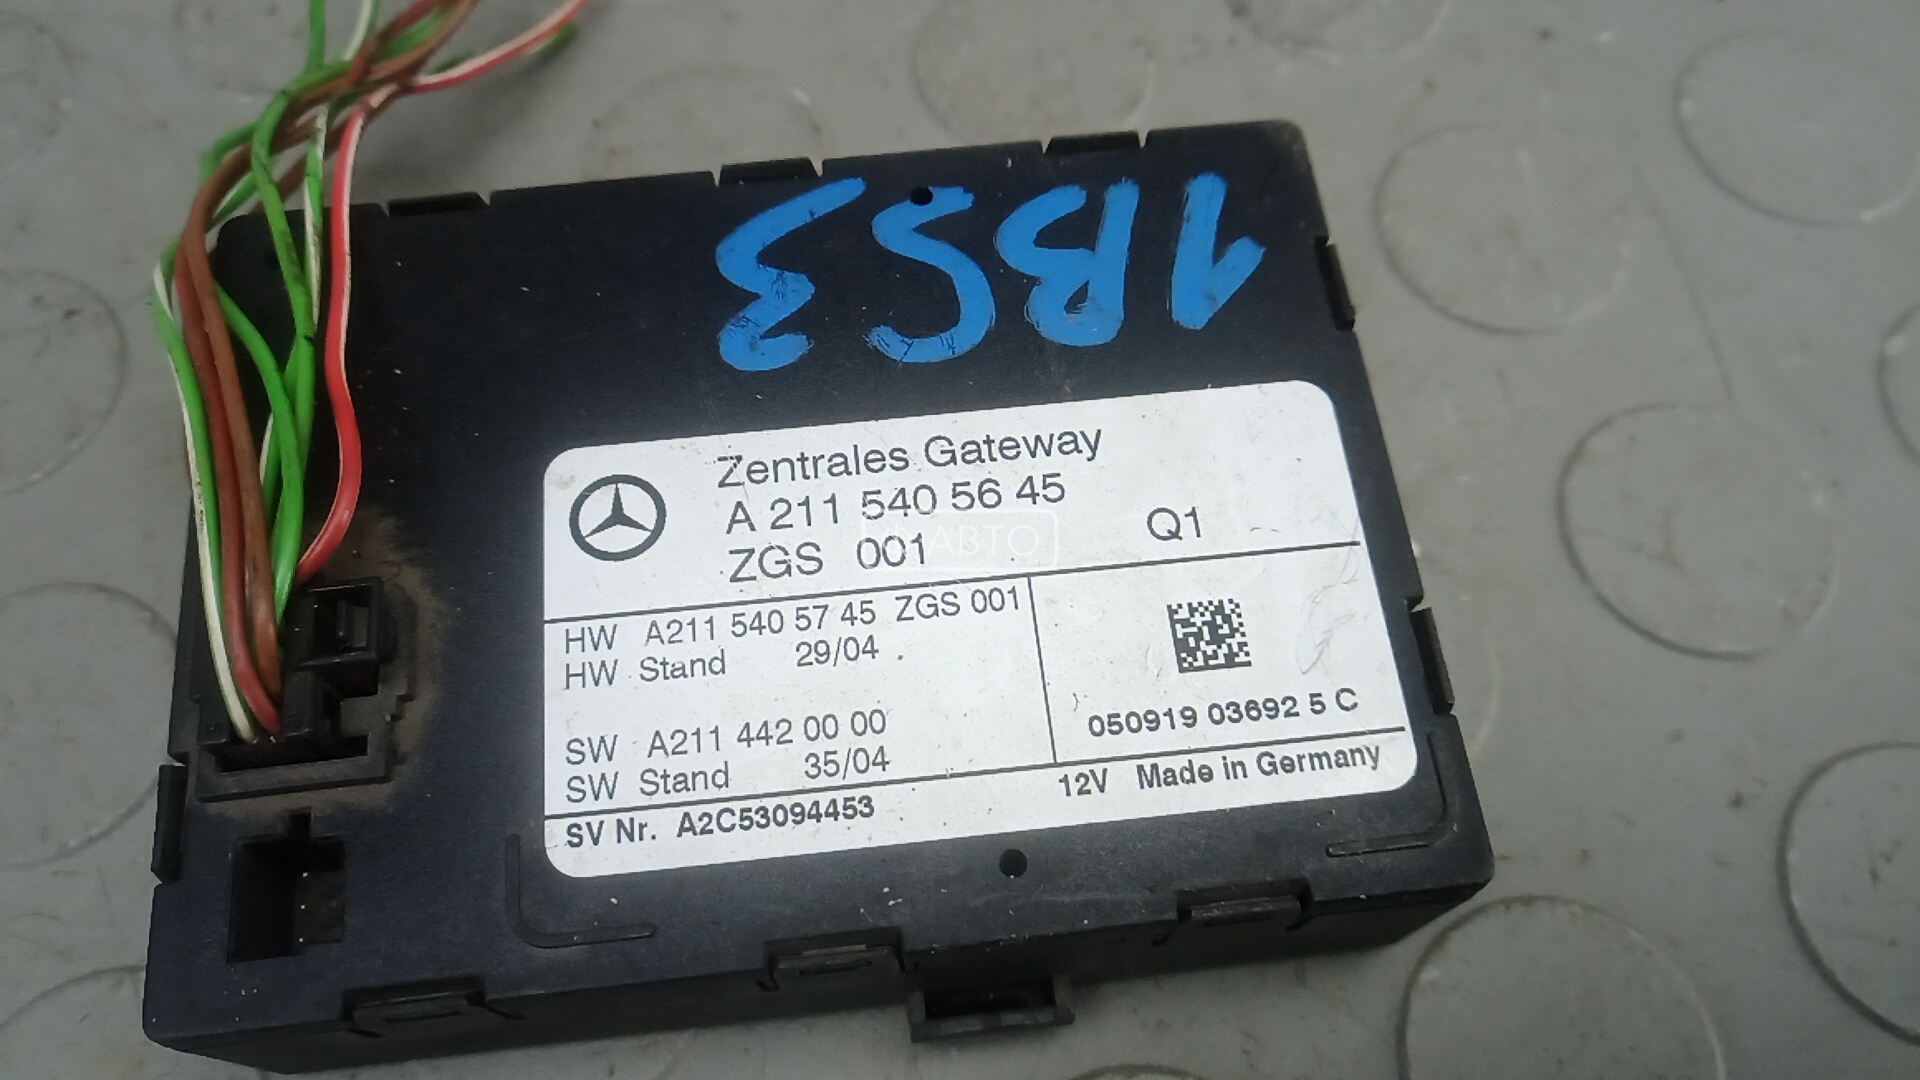 1BS3
Zentrales Gateway
A 211 540 56 45
ZGS 001 Q1
АВТО
HW A211 540 57 45 ZGS 001
HW Stand 29/04
SW A211 442 00 00
SW Stand 35/04
050919 03692 5 C
SV Nr. A2C53094453
12V Made in Germany